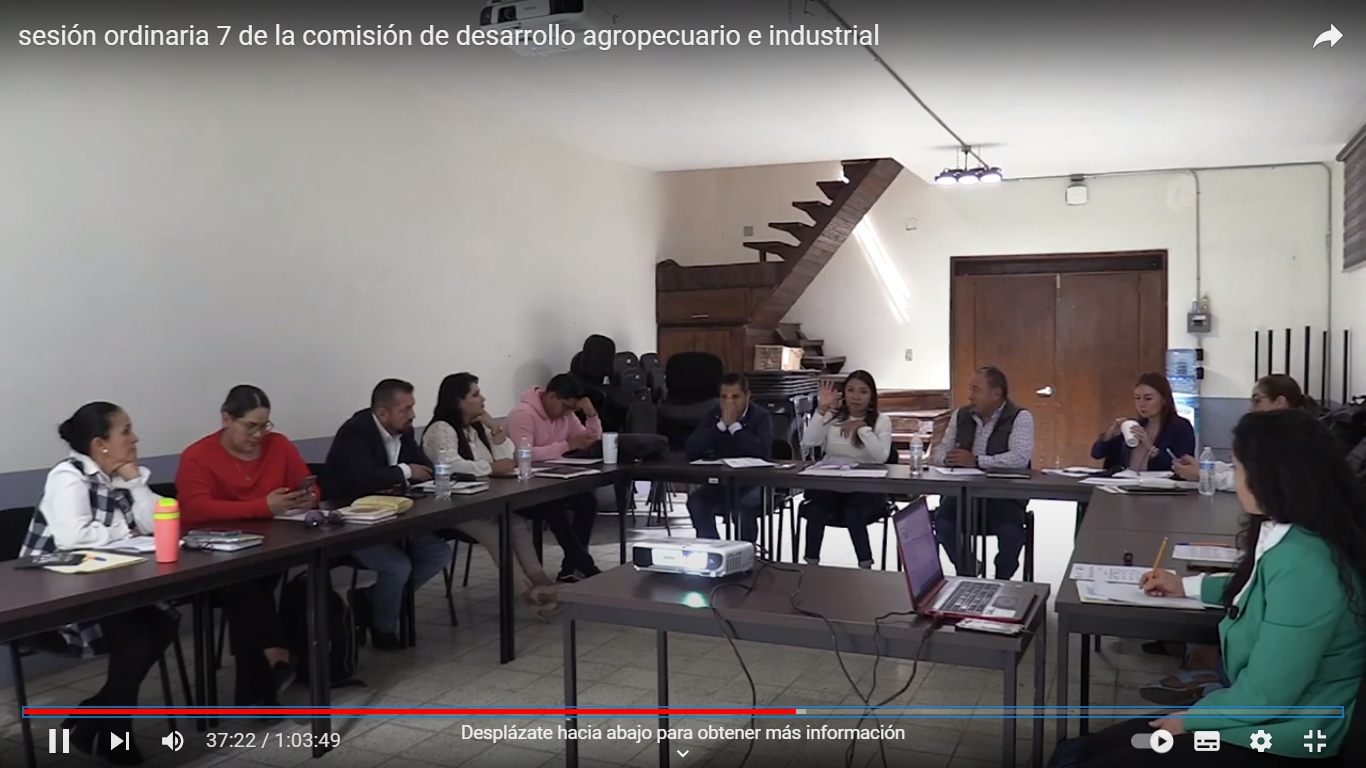 sesión ordinaria 7 de la comisión de desarrollo agropecuario e industrial
Desplázate hacia abajo para obtener más información
37:22 / 1:03:49